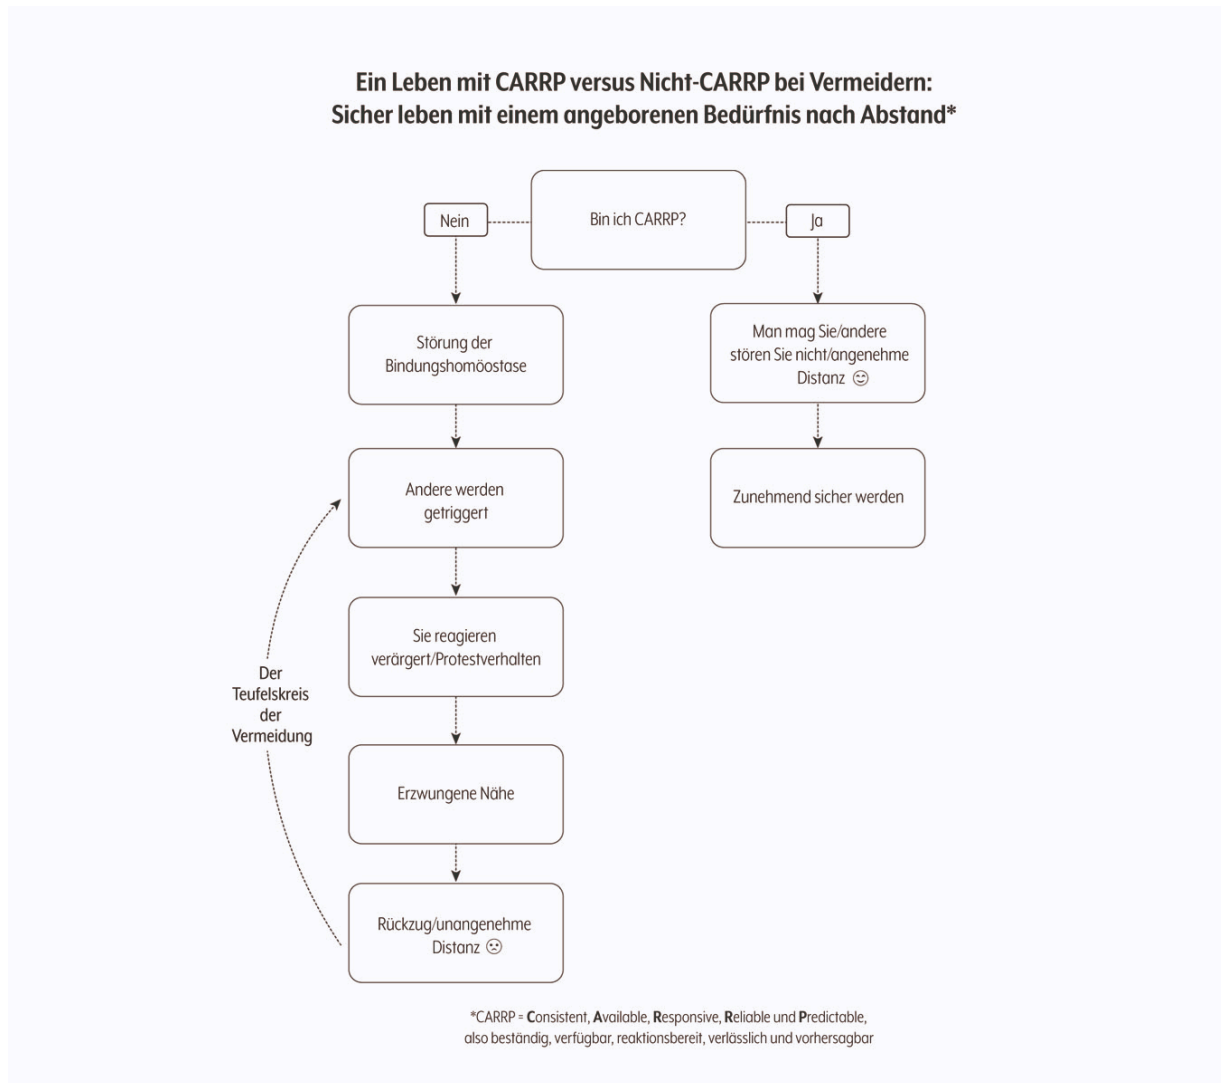 Ein Leben mit CARRP versus Nicht-CARRP bei Vermeidern:
Sicher leben mit einem angeborenen Bedürfnis nach Abstand*
Bin ich CARRP?
Nein
Ja
Störung der
Bindungshomöostase
Man mag Sie/andere
stören Sie nicht/angenehme
Distanz 😊
Andere werden
getriggert
Zunehmend sicher werden
Sie reagieren
verärgert/Protestverhalten
Der
Teufelskreis
der
Vermeidung
Erzwungene Nähe
Rückzug/unangenehme
Distanz ☹
*CARRP = Consistent, Available, Responsive, Reliable und Predictable,
also beständig, verfügbar, reaktionsbereit, verlässlich und vorhersagbar